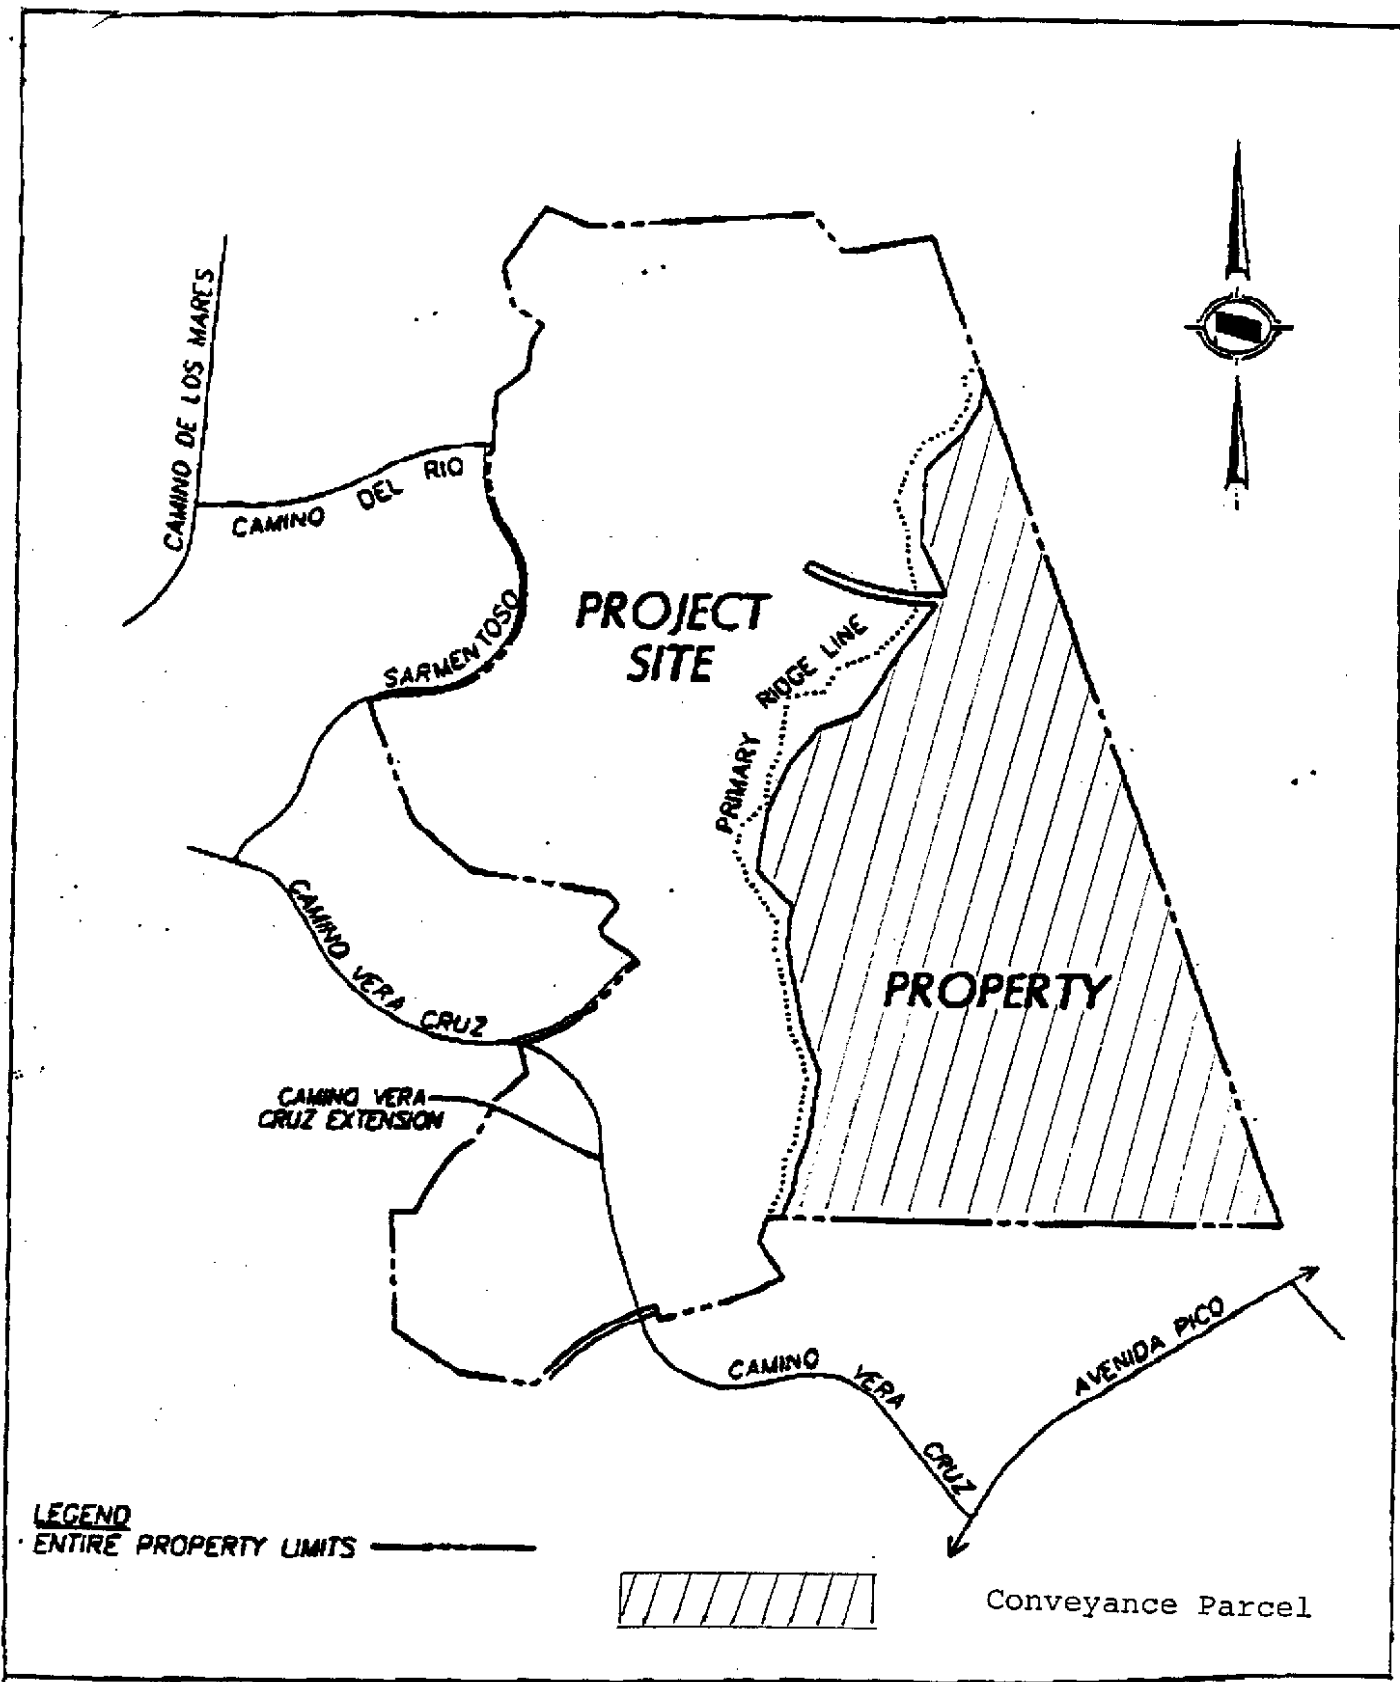 CAMINO DE LOS MARES
CAMINO DEL RIO
SARMENTOSO
PROJECT
SITE
PRIMARY RIDGE LINE
CAMINO VERA CRUZ
PROPERTY
CAMINO VERA
CRUZ EXTENSION
CAMINO VERA CRUZ
AVENIDA PICO
LEGEND
ENTIRE PROPERTY LIMITS
Conveyance Parcel